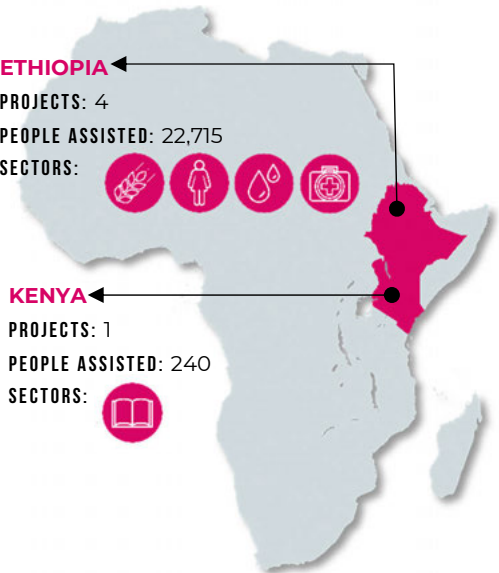 ETHIOPIA
PROJECTS: 4
PEOPLE ASSISTED: 22,715
SECTORS:
KENYA
PROJECTS: 1
PEOPLE ASSISTED: 240
SECTORS: